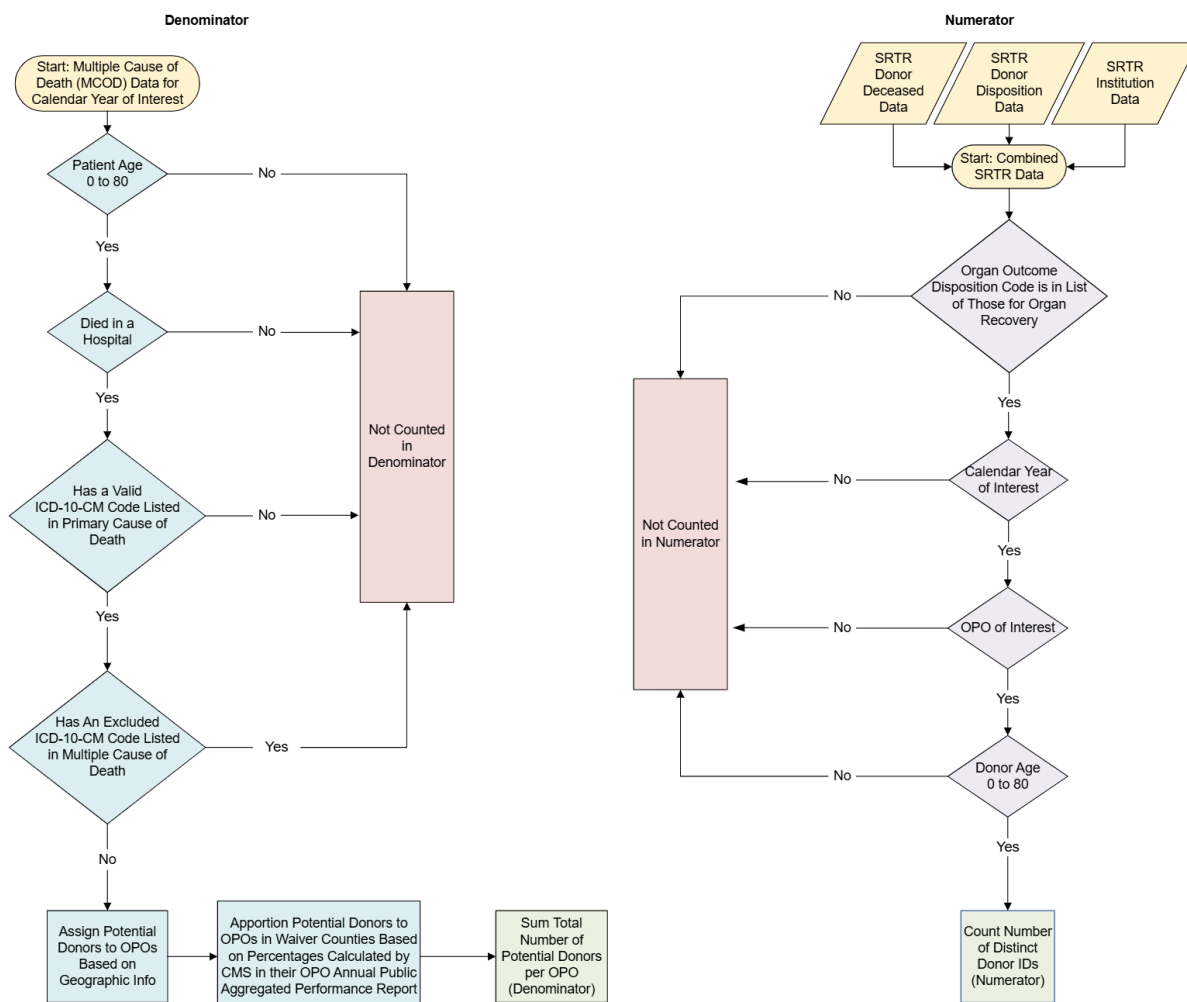 Denominator
Start: Multiple Cause
of Death (MCOD) Data for
Calendar Year of Interest
Patient Age
0 to 80
No
Yes
Died in a
Hospital
No
Yes
Has a Valid
ICD-10-CM Code Listed
in Primary Cause of
Death
No
Yes
Has An Excluded
ICD-10-CM Code Listed
in Multiple Cause of
Death
Yes
No
Not Counted
in
Denominator
Assign Potential
Donors to OPOs
Based on
Geographic Info
Apportion Potential Donors to
OPOs in Waiver Counties Based
on Percentages Calculated by
CMS in their OPO Annual Public
Aggregated Performance Report
Sum Total
Number of
Potential Donors
per OPO
(Denominator)
Numerator
SRTR
Donor
Deceased
Data
SRTR
Donor
Disposition
Data
SRTR
Institution
Data
Start: Combined
SRTR Data
Organ Outcome
Disposition Code is in List
of Those for Organ
Recovery
No
Yes
Calendar Year
of Interest
No
Yes
OPO of Interest
No
Yes
Donor Age
0 to 80
No
Yes
Not Counted
in Numerator
Count Number
of Distinct
Donor IDs
(Numerator)